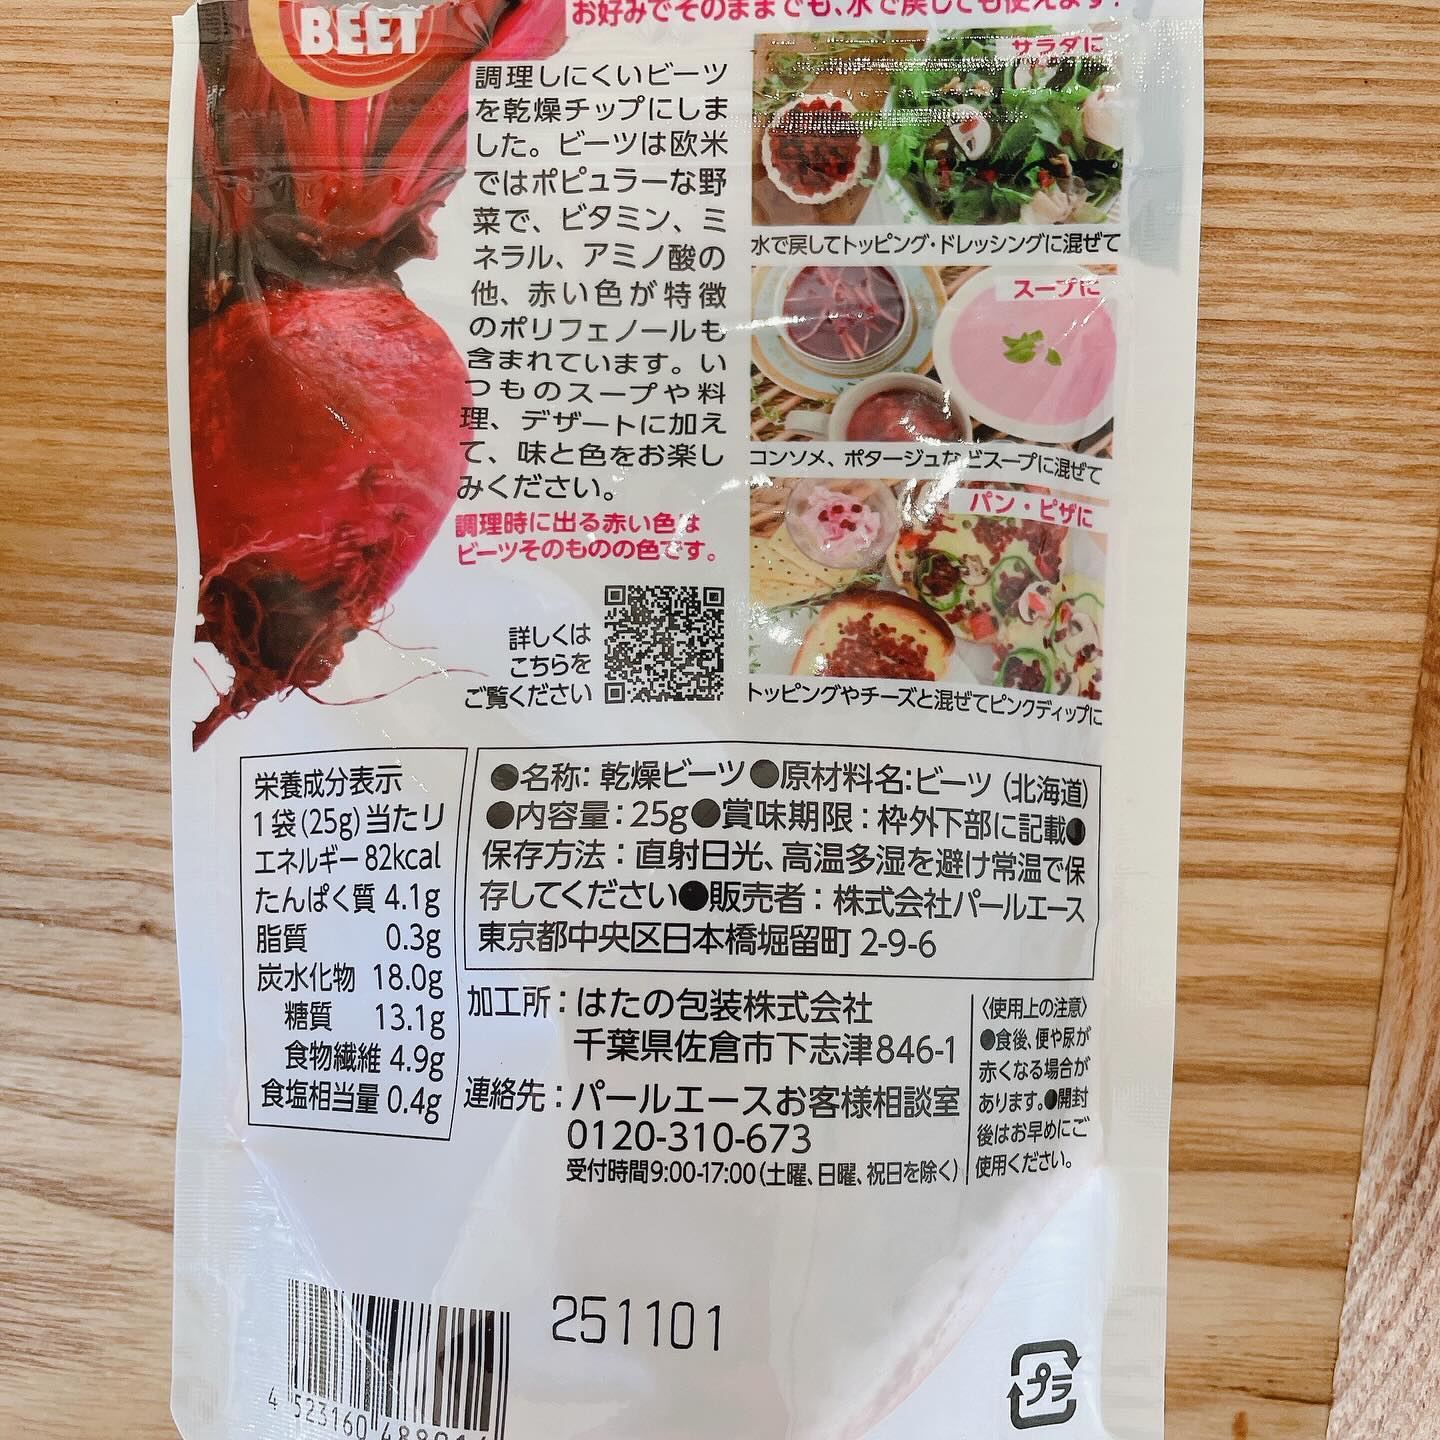 BEET
お好みでそのままでも、水で戻しても使えます!
調理しにくいビーツ
を乾燥チップにしま
した。ビーツは欧米
ではポピュラーな野
菜で、ビタミン、ミ
ネラル、アミノ酸の
他、赤い色が特徴
のポリフェノールも
含まれています。い
つものスープや料
理、デザートに加え
て、味と色をお楽し
みください。
調理時に出る赤い色は
ビーツそのものの色です。
詳しくは
こちらを
ご覧ください
サラダに
水で戻してトッピング・ドレッシングに混ぜて
スープに
コンソメ、ポタージュなどスープに混ぜて
パン・ピザに
トッピングやチーズと混ぜてピンクディップに
栄養成分表示
1袋(25g)当たり
エネルギー 82kcal
たんぱく質 4.1g
脂質 0.3g
炭水化物 18.0g
糖質 13.1g
食物繊維 4.9g
食塩相当量 0.4g
●名称:乾燥ビーツ●原材料名:ビーツ(北海道)
●内容量:25g●賞味期限:枠外下部に記載●
保存方法:直射日光、高温多湿を避け常温で保
存してください●販売者:株式会社パールエース
東京都中央区日本橋堀留町 2-9-6
加工所:はたの包装株式会社
千葉県佐倉市下志津846-1
連絡先:パールエースお客様相談室
0120-310-673
受付時間9:00-17:00(土曜、日曜、祝日を除く)
〈使用上の注意〉
●食後、便や尿が
赤くなる場合が
あります。●開封
後はお早めにご
使用ください。
251101
4 523160
プラ